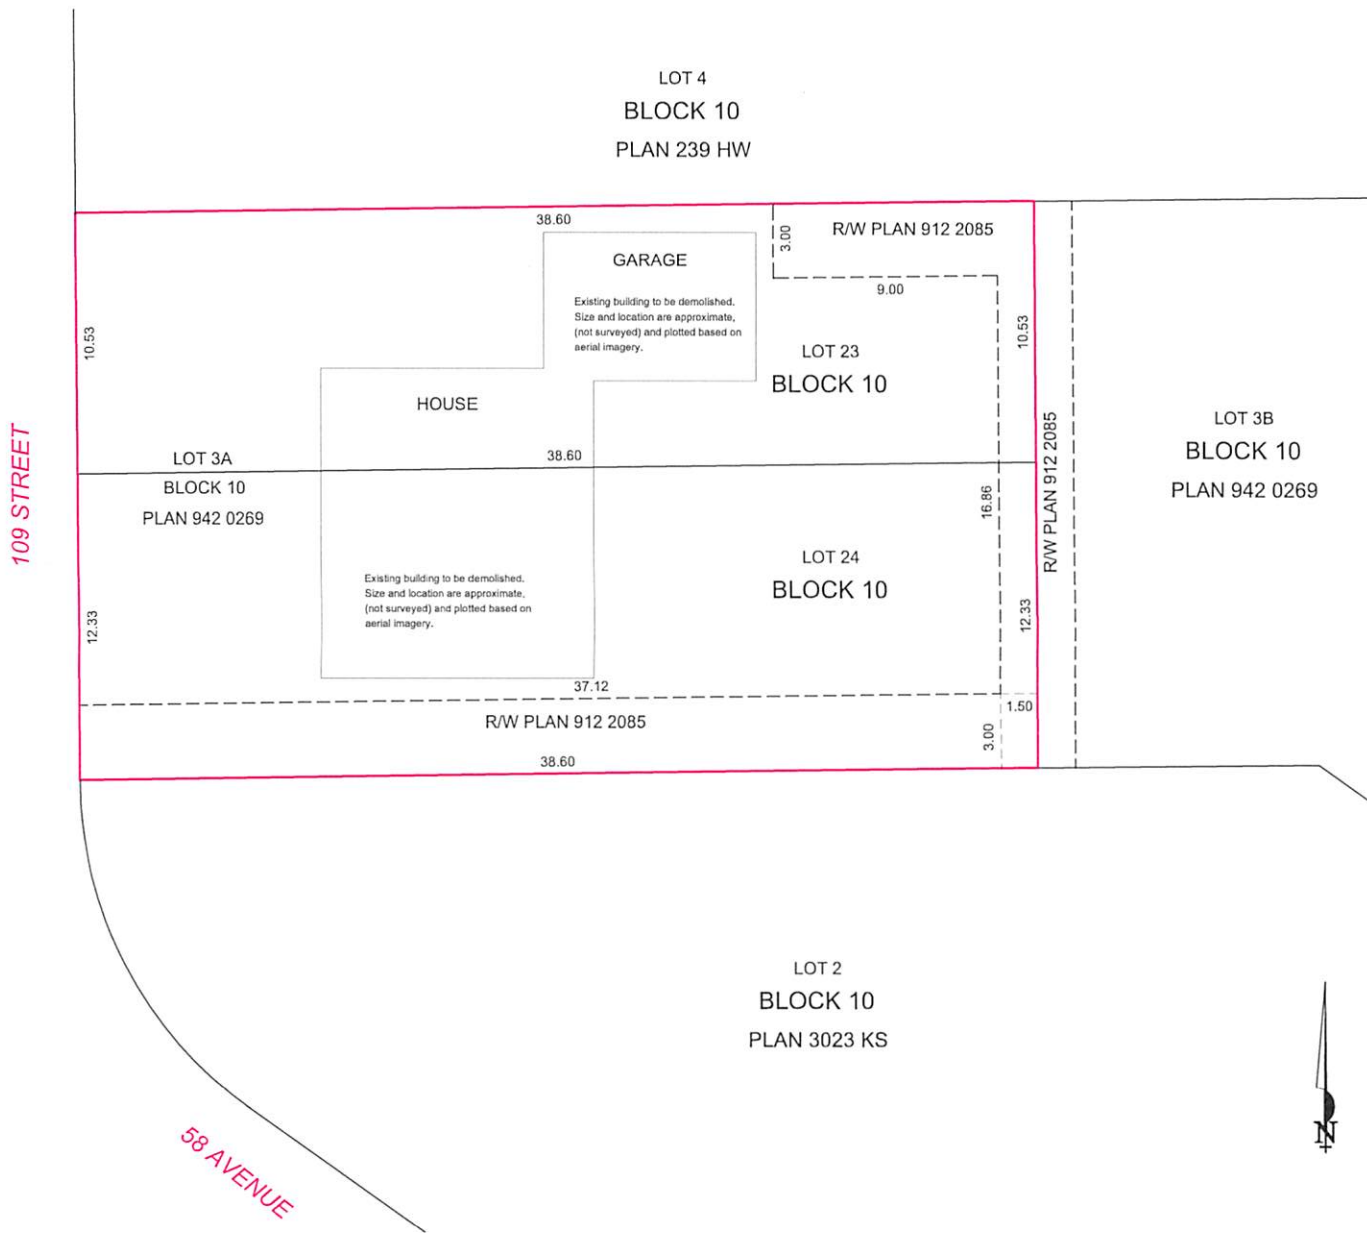 LOT 4
BLOCK 10
PLAN 239 HW
38.60
3.00
R/W PLAN 912 2085
GARAGE
9.00
Existing building to be demolished.
Size and location are approximate,
(not surveyed) and plotted based on
aerial imagery.
10.53
10.53
LOT 23
BLOCK 10
HOUSE
109 STREET
LOT 3A
BLOCK 10
PLAN 942 0269
38.60
16.86
R/W PLAN 912 2085
LOT 3B
BLOCK 10
PLAN 942 0269
LOT 24
BLOCK 10
Existing building to be demolished.
Size and location are approximate,
(not surveyed) and plotted based on
aerial imagery.
12.33
12.33
37.12
1.50
R/W PLAN 912 2085
3.00
38.60
LOT 2
BLOCK 10
PLAN 3023 KS
N
58 AVENUE